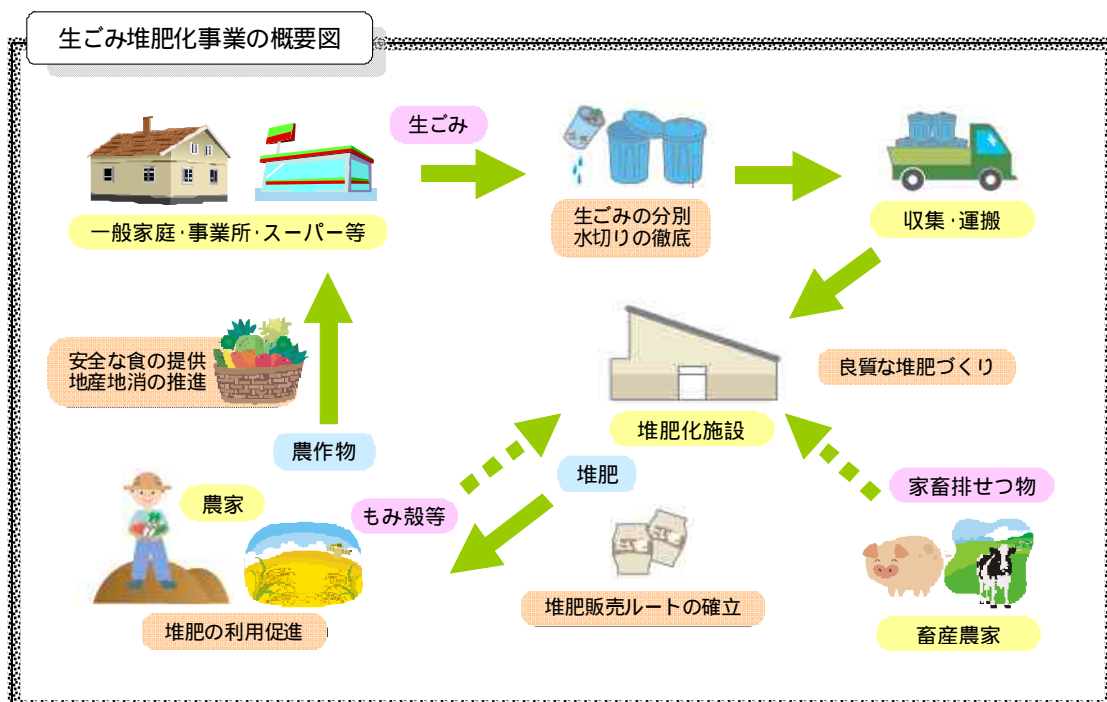 生ごみ堆肥化事業の概要図
生ごみ
一般家庭・事業所・スーパー等
生ごみの分別
水切りの徹底
収集・運搬
安全な食の提供
地産地消の推進
良質な堆肥づくり
堆肥化施設
農作物
堆肥
農家
もみ殻等
家畜排せつ物
堆肥販売ルートの確立
堆肥の利用促進
畜産農家